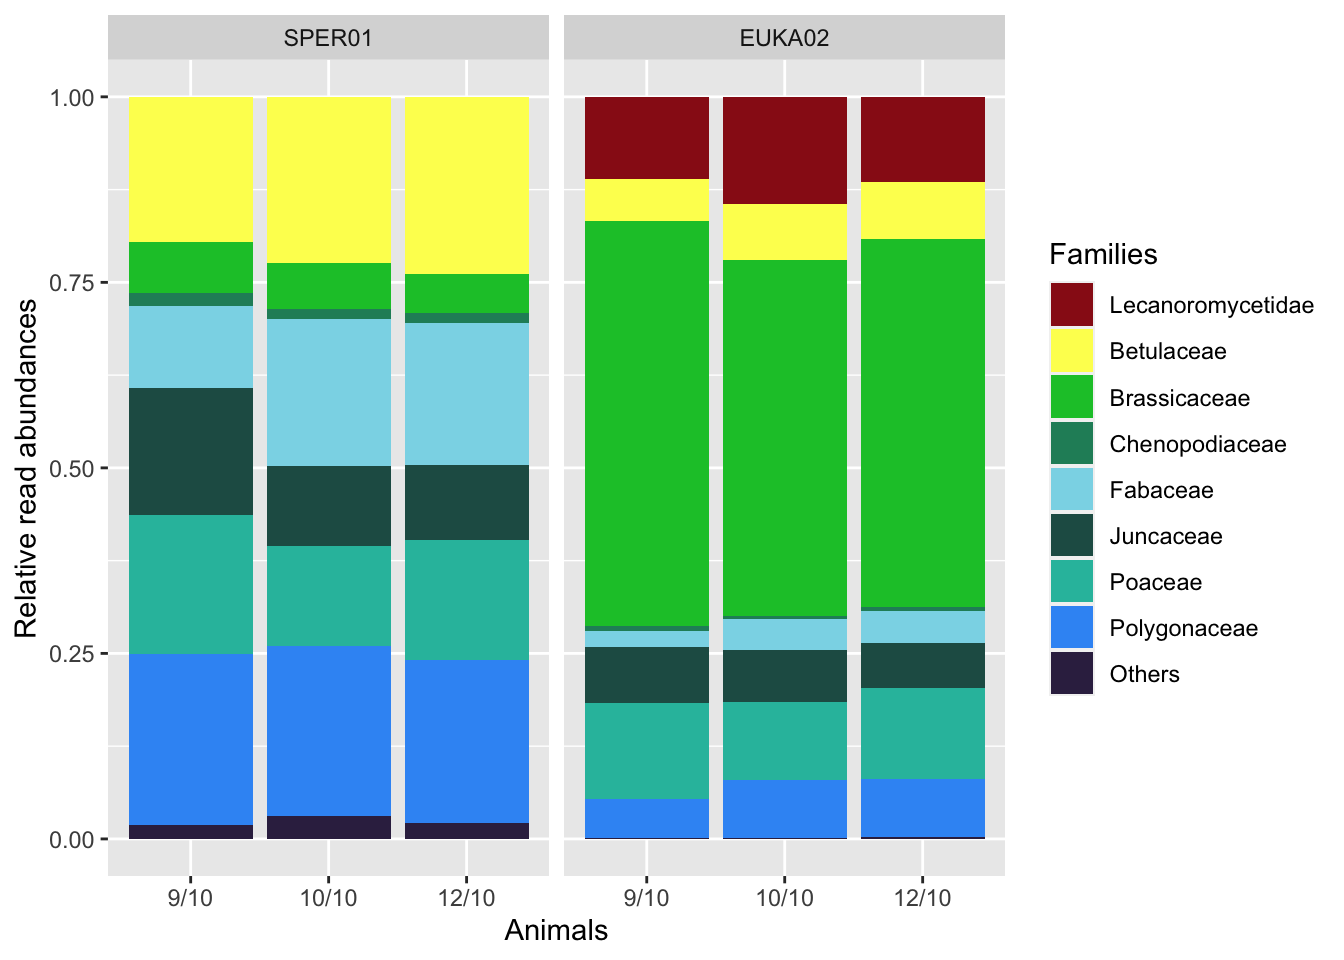 SPER01
EUKA02
1.00
0.75
0.50
0.25
0.00
Relative read abundances
9/10
10/10
12/10
9/10
10/10
12/10
Animals
Families
Lecanoromycetidae
Betulaceae
Brassicaceae
Chenopodiaceae
Fabaceae
Juncaceae
Poaceae
Polygonaceae
Others